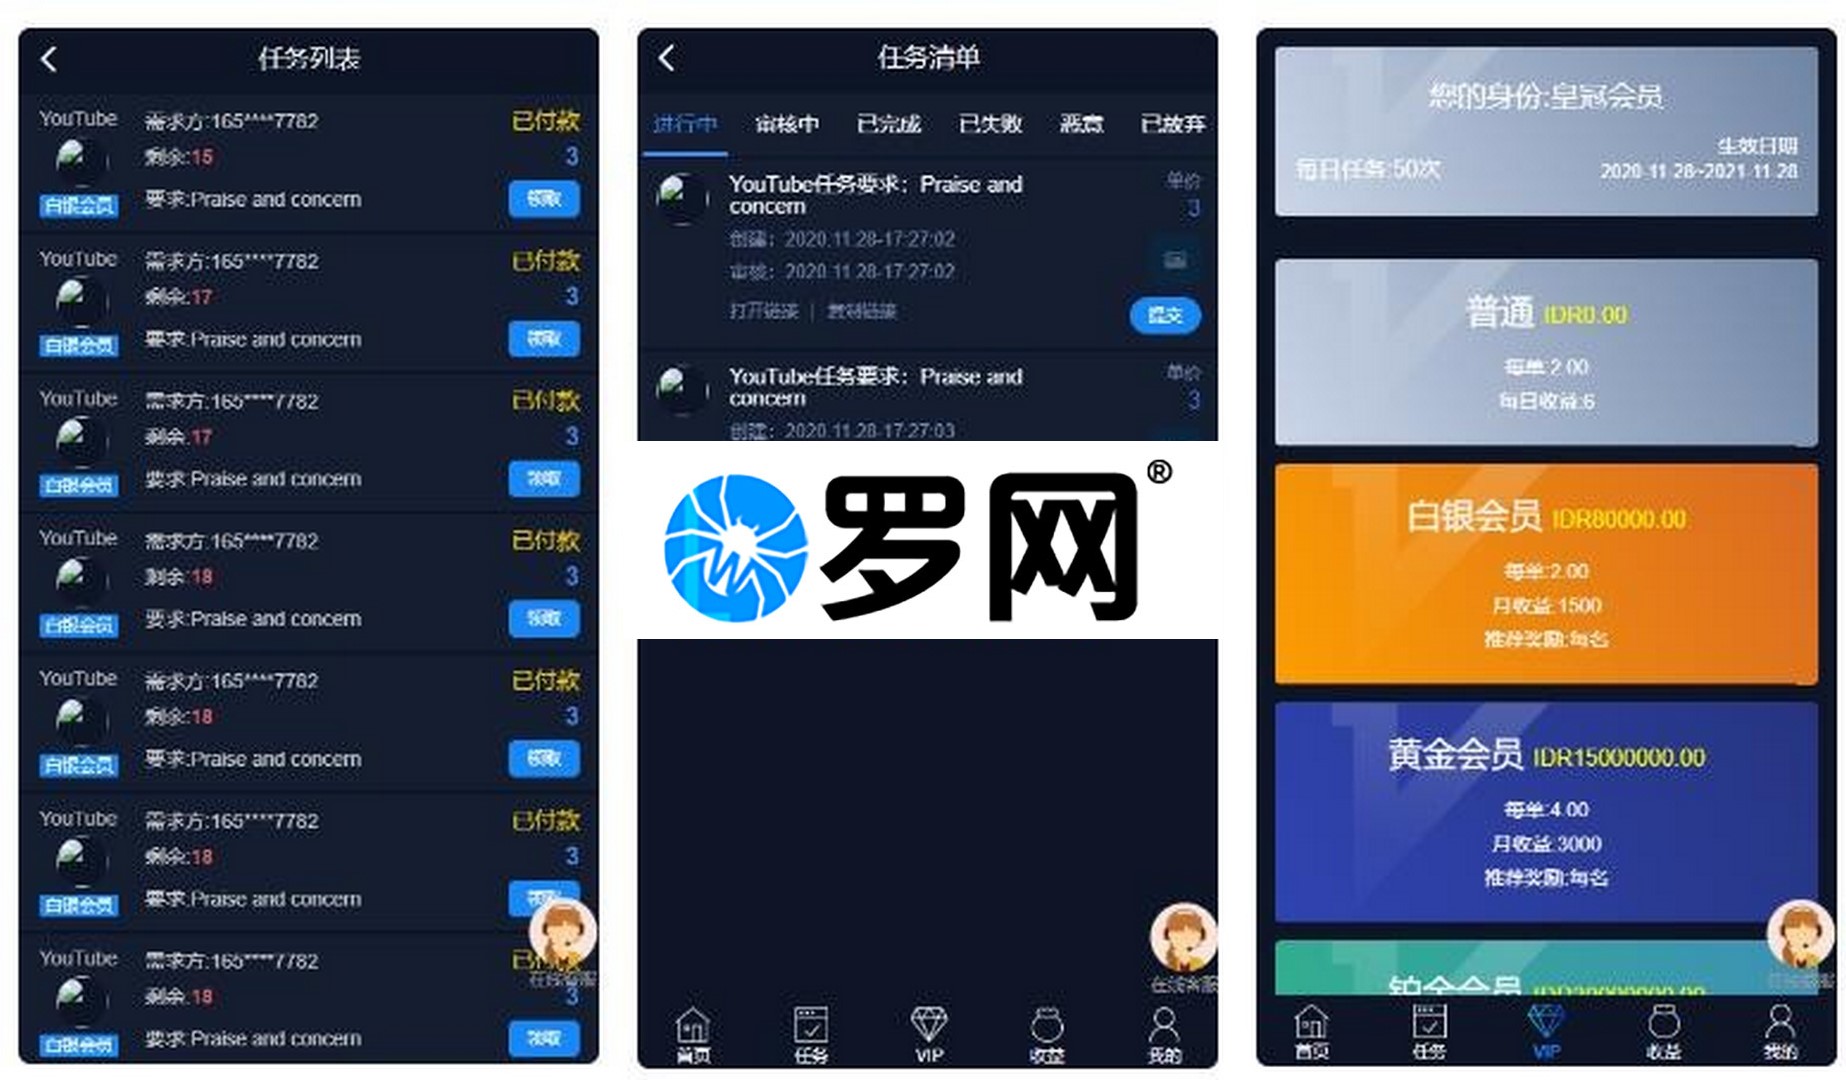 任务列表
YouTube 需求方:165****7782 已付款
剩余:15 3
白银会员 要求:Praise and concern 领取
YouTube 需求方:165****7782 已付款
剩余:17 3
白银会员 要求:Praise and concern 领取
YouTube 需求方:165****7782 已付款
剩余:17 3
白银会员 要求:Praise and concern 领取
YouTube 需求方:165****7782 已付款
剩余:18 3
白银会员 要求:Praise and concern 领取
YouTube 需求方:165****7782 已付款
剩余:18 3
白银会员 要求:Praise and concern 领取
YouTube 需求方:165****7782 已付款
剩余:18 3
白银会员 要求:Praise and concern 领取
YouTube 需求方:165****7782
在线客服
剩余:18 3
白银会员 要求:Praise and concern 领取
任务清单
进行中 审核中 已完成 已失败 恶意 已放弃
YouTube任务要求：Praise and 单价
concern 3
创建：2020.11.28-17:27:02
审核：2020.11.28-17:27:02
打开链接 | 复制链接 提交
YouTube任务要求：Praise and 单价
concern 3
创建：2020.11.28-17:27:03
罗网®
在线客服
首页 任务 VIP 收益 我的
您的身份:皇冠会员
生效日期
每日任务:50次 2020-11-28~2021-11-28
普通 IDR0.00
每单:2.00
每日收益:6
白银会员 IDR80000.00
每单:2.00
月收益:1500
推荐奖励:每名
黄金会员 IDR15000000.00
每单:4.00
月收益:3000
推荐奖励:每名
铂金会员
首页 任务 VIP 收益 我的